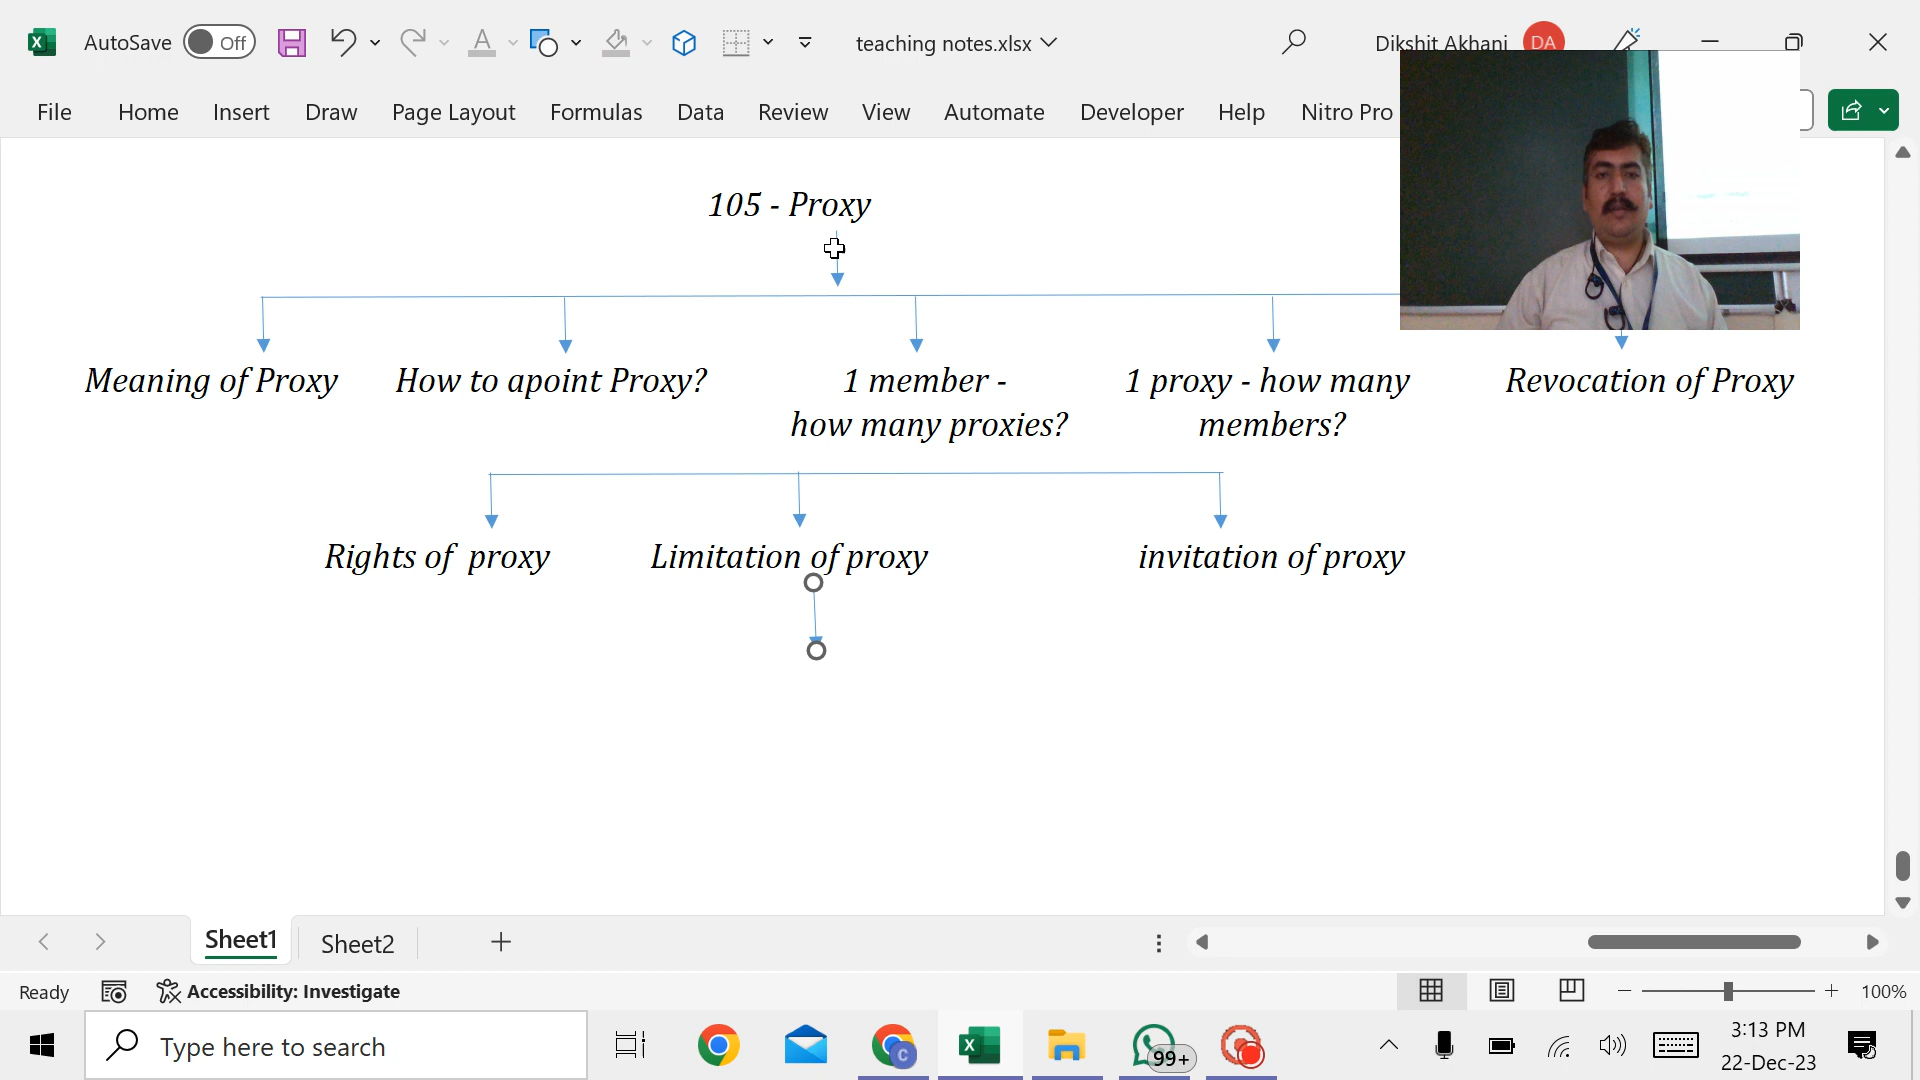 AutoSave Off teaching notes.xlsx Dikshit Akhani DA
File Home Insert Draw Page Layout Formulas Data Review View Automate Developer Help Nitro Pro
105 - Proxy
Meaning of Proxy How to apoint Proxy? 1 member - 1 proxy - how many Revocation of Proxy
how many proxies? members?
Rights of proxy Limitation of proxy invitation of proxy
Sheet1 Sheet2
Ready Accessibility: Investigate 100%
Type here to search C 99+ 3:13 PM
22-Dec-23